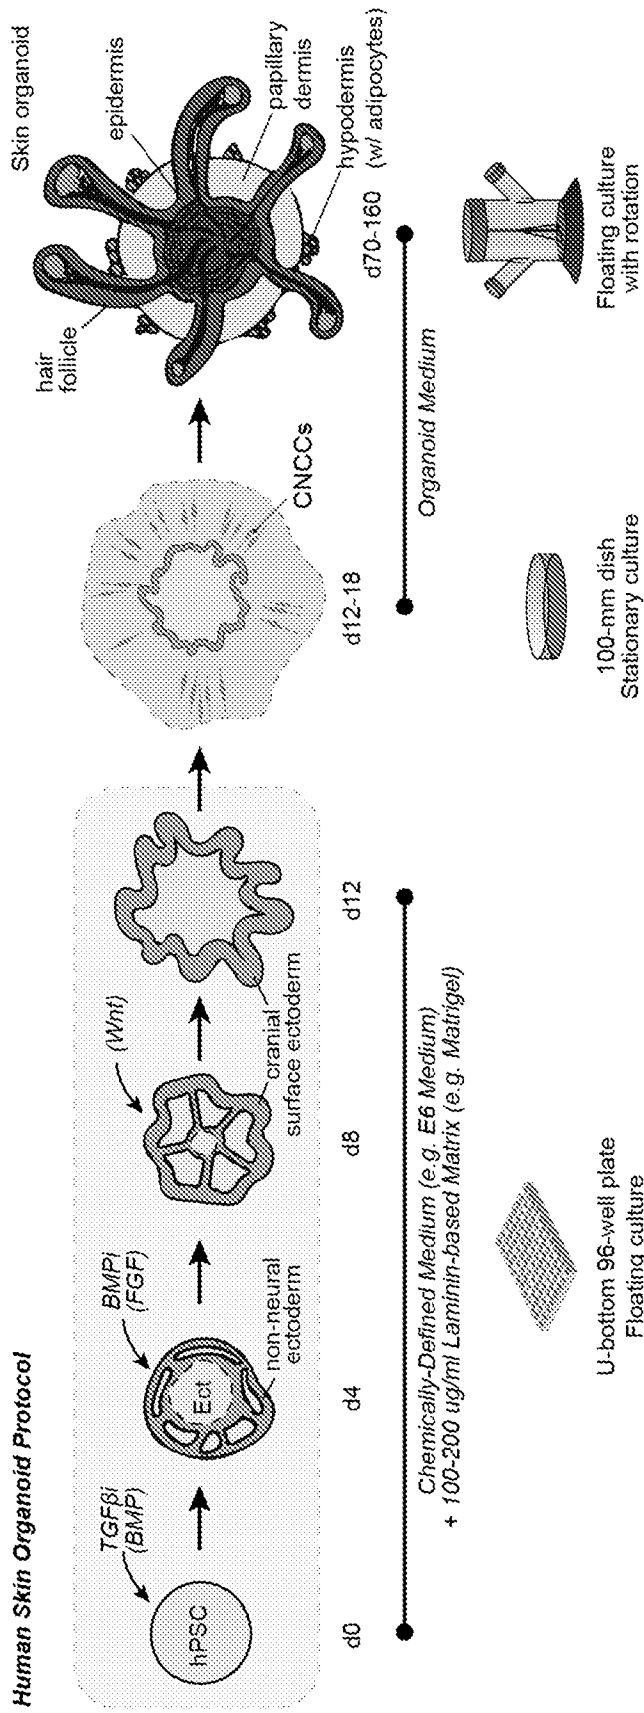 Human Skin Organoid Protocol
TGFβi
(BMP)
BMPi
(FGF)
(Wnt)
hPSC
Ect
non-neural
ectoderm
cranial
surface ectoderm
CNCCs
Skin organoid
hair
follicle
epidermis
papillary
dermis
hypodermis
(w/ adipocytes)
d0
d4
d8
d12
d12-18
d70-160
Chemically-Defined Medium (e.g. E6 Medium)
+ 100-200 ug/ml Laminin-based Matrix (e.g. Matrigel)
Organoid Medium
U-bottom 96-well plate
Floating culture
100-mm dish
Stationary culture
Floating culture
with rotation